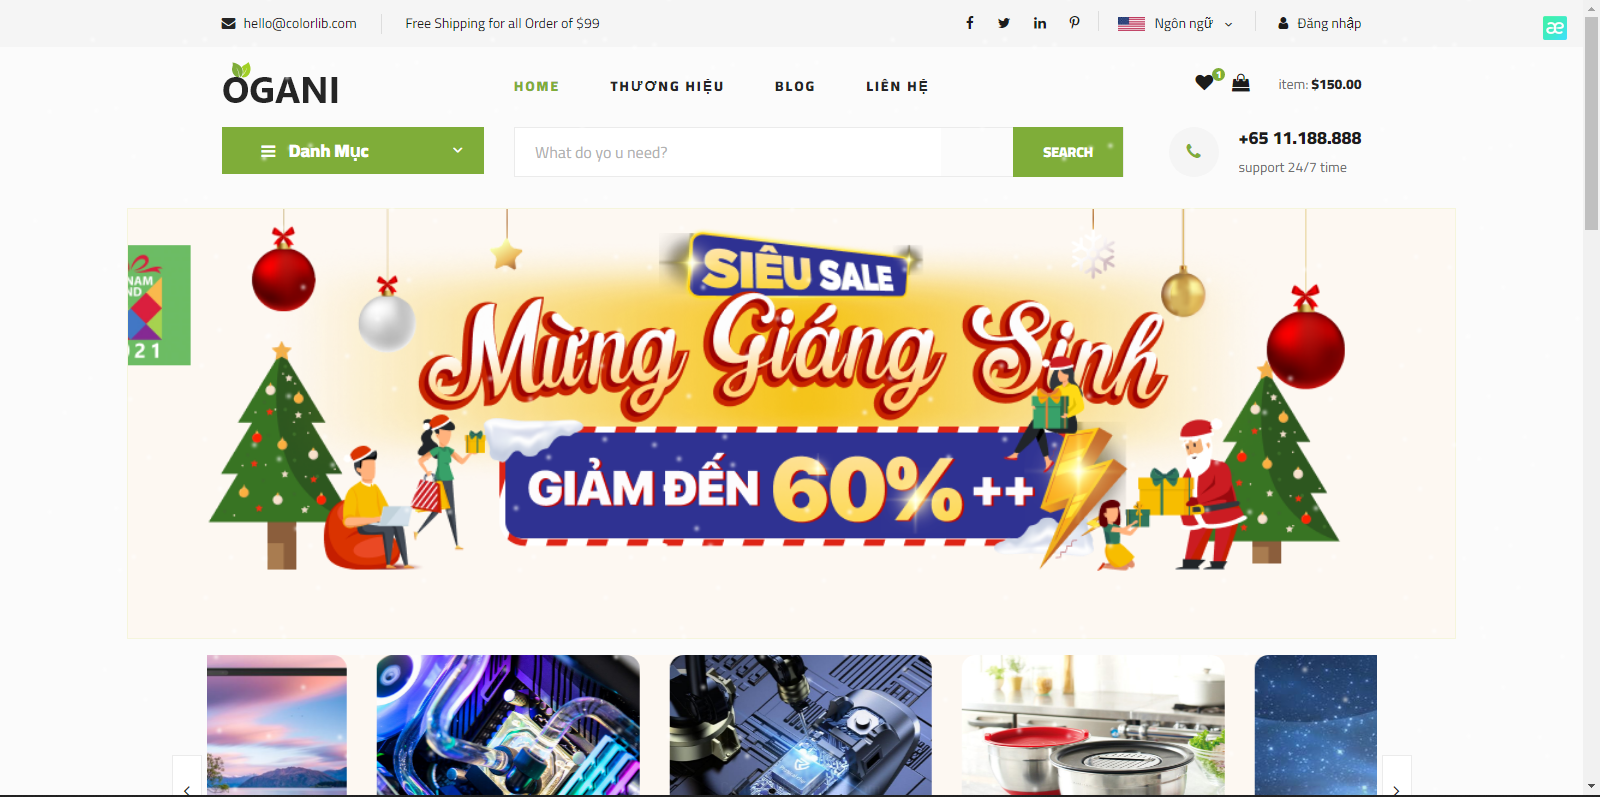 hello@colorlib.com
Free Shipping for all Order of $99
Ngôn ngữ
Đăng nhập
æ
OGANI
HOME
THƯƠNG HIỆU
BLOG
LIÊN HỆ
1
item: $150.00
Danh Mục
What do yo u need?
SEARCH
+65 11.188.888
support 24/7 time
NAM
ND
021
SIÊU SALE
Mừng Giáng Sinh
GIẢM ĐẾN 60% ++